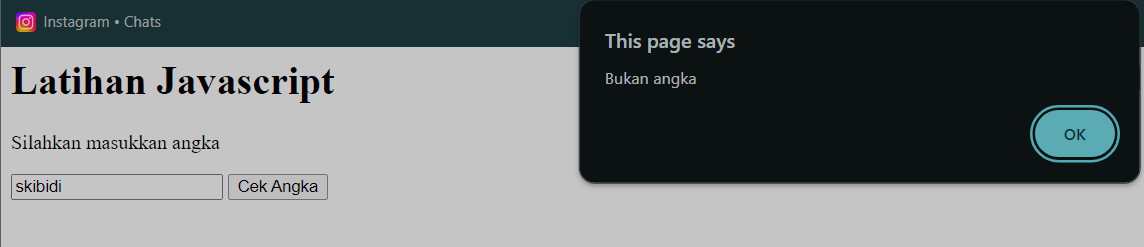 Instagram • Chats
This page says
Bukan angka
OK
Latihan Javascript
Silahkan masukkan angka
skibidi Cek Angka